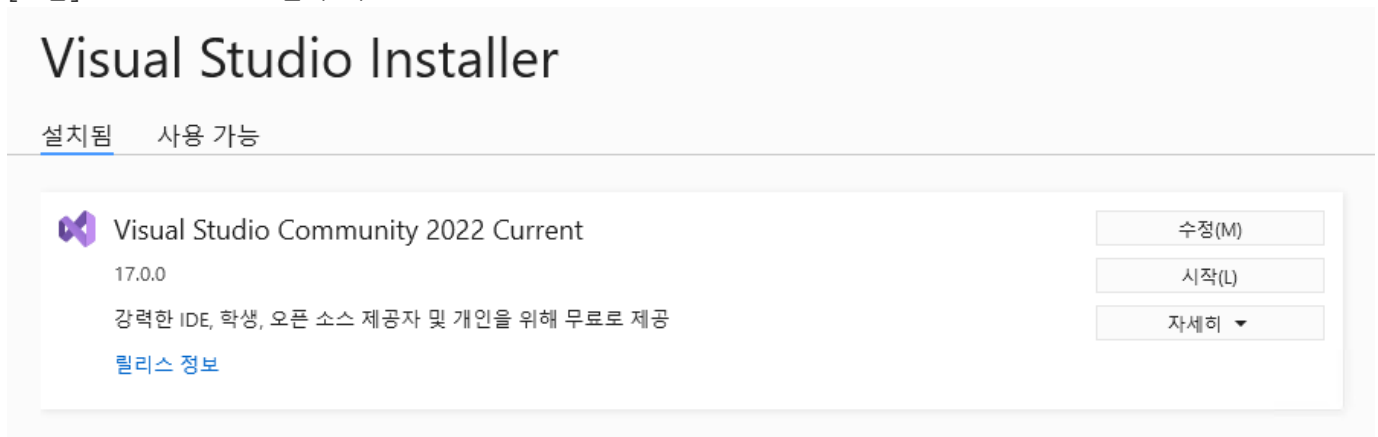 Visual Studio Installer
설치됨 사용 가능
Visual Studio Community 2022 Current
수정(M)
17.0.0
시작(L)
강력한 IDE, 학생, 오픈 소스 제공자 및 개인을 위해 무료로 제공
자세히
릴리스 정보